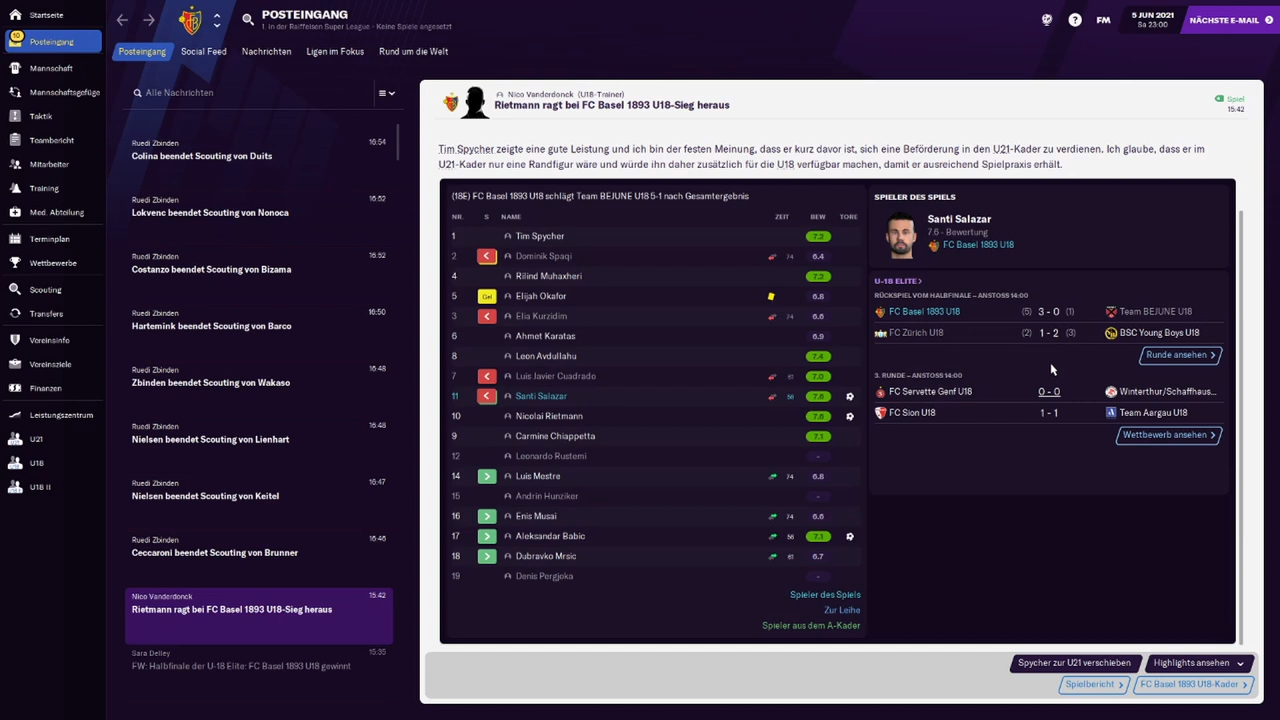 Startseite
10
Posteingang
Mannschaft
Mannschaftsgefüge
Taktik
Teambericht
Mitarbeiter
Training
Med. Abteilung
Terminplan
Wettbewerbe
Scouting
Transfers
Vereinsinfo
Vereinsziele
Finanzen
Leistungszentrum
U21
U18
U18 II
POSTEINGANG
1. in der Raiffeisen Super League - Keine Spiele angesetzt
? FM
5 JUN 2021
Sa 23:00
NÄCHSTE E-MAIL
Posteingang Social Feed Nachrichten Ligen im Fokus Rund um die Welt
Alle Nachrichten
Ruedi Zbinden 16:54
Colina beendet Scouting von Duits
Ruedi Zbinden 16:52
Lokvenc beendet Scouting von Nonoca
Ruedi Zbinden 16:52
Costanzo beendet Scouting von Bizama
Ruedi Zbinden 16:50
Hartemink beendet Scouting von Barco
Ruedi Zbinden 16:48
Zbinden beendet Scouting von Wakaso
Ruedi Zbinden 16:48
Nielsen beendet Scouting von Lienhart
Ruedi Zbinden 16:47
Nielsen beendet Scouting von Keitel
Ruedi Zbinden 16:46
Ceccaroni beendet Scouting von Brunner
Nico Vanderdonck 15:42
Rietmann ragt bei FC Basel 1893 U18-Sieg heraus
Sara Delley 15:35
FW: Halbfinale der U-18 Elite: FC Basel 1893 U18 gewinnt
Nico Vanderdonck (U18-Trainer)
Rietmann ragt bei FC Basel 1893 U18-Sieg heraus
Spiel
15:42
Tim Spycher zeigte eine gute Leistung und ich bin der festen Meinung, dass er kurz davor ist, sich eine Beförderung in den U21-Kader zu verdienen. Ich glaube, dass er im
U21-Kader nur eine Randfigur wäre und würde ihn daher zusätzlich für die U18 verfügbar machen, damit er ausreichend Spielpraxis erhält.
(18E) FC Basel 1893 U18 schlägt Team BEJUNE U18 5-1 nach Gesamtergebnis
NR. S NAME ZEIT BEW TORE
1 Tim Spycher 7.2
2 Dominik Spaqi 74 6.4
4 Rilind Muhaxheri 7.2
5 Gel Elijah Okafor 6.8
3 Elia Kurzidim 74 6.6
6 Ahmet Karatas 6.9
8 Leon Avdullahu 7.4
7 Luis Javier Cuadrado 61 7.0
11 Santi Salazar 56 7.6
10 Nicolai Rietmann 7.6
9 Carmine Chiappetta 7.1
12 Leonardo Rustemi -
14 Luis Mestre 74 6.8
15 Andrin Hunziker -
16 Enis Musai 74 6.6
17 Aleksandar Babic 56 7.1
18 Dubravko Mrsic 61 6.7
19 Denis Pergjoka -
Spieler des Spiels
Zur Leihe
Spieler aus dem A-Kader
SPIELER DES SPIELS
Santi Salazar
7.6 - Bewertung
FC Basel 1893 U18
U-18 ELITE >
RÜCKSPIEL VOM HALBFINALE – ANSTOSS 14:00
FC Basel 1893 U18 (5) 3 - 0 (1) Team BEJUNE U18
FC Zürich U18 (2) 1 - 2 (3) BSC Young Boys U18
Runde ansehen >
3. RUNDE – ANSTOSS 14:00
FC Servette Genf U18 0 - 0 Winterthur/Schaffhaus...
FC Sion U18 1 - 1 Team Aargau U18
Wettbewerb ansehen >
Spycher zur U21 verschieben Highlights ansehen
Spielbericht > FC Basel 1893 U18-Kader >